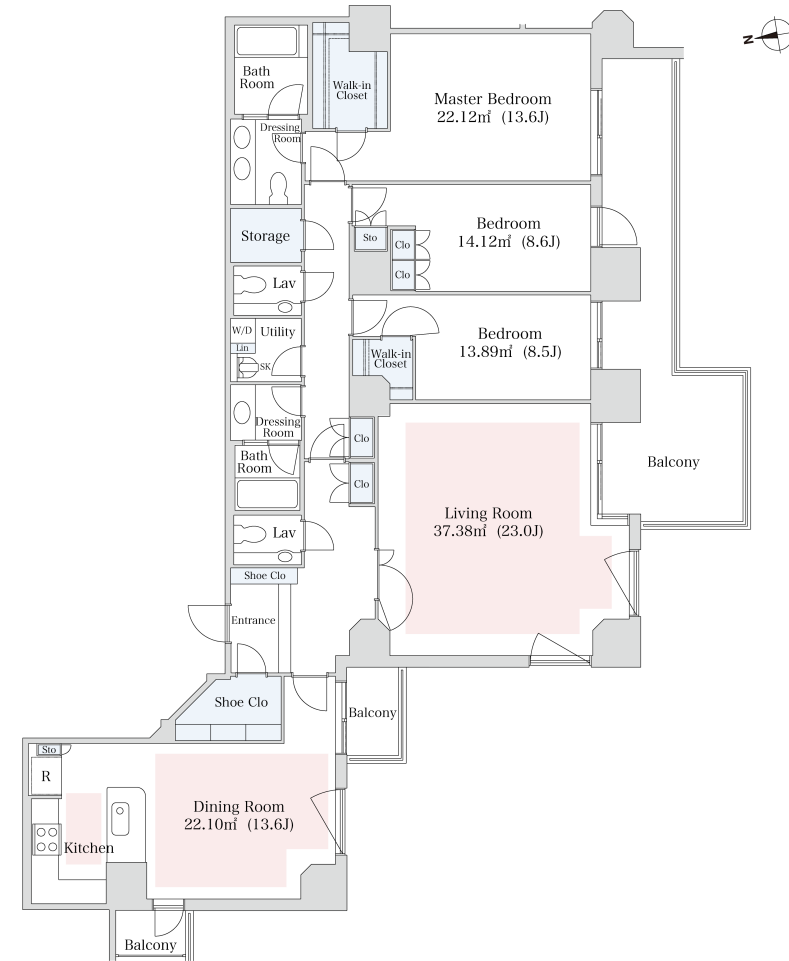 N
Bath
Room
Walk-in
Closet
Master Bedroom
22.12㎡ (13.6J)
Dressing
Room
Storage
Sto
Clo
Clo
Bedroom
14.12㎡ (8.6J)
Lav
W/D
Utility
Lin
SK
Walk-in
Closet
Bedroom
13.89㎡ (8.5J)
Dressing
Room
Clo
Bath
Room
Clo
Balcony
Living Room
37.38㎡ (23.0J)
Lav
Shoe Clo
Entrance
Shoe Clo
Balcony
Sto
R
Kitchen
Dining Room
22.10㎡ (13.6J)
Balcony